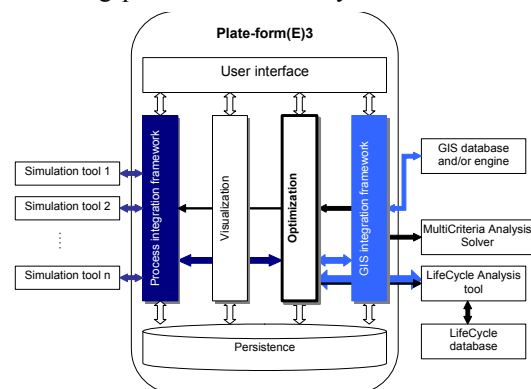 Plate-form(E)3
User interface
Process integration framework
Visualization
Optimization
GIS integration framework
Simulation tool 1
Simulation tool 2
Simulation tool n
GIS database
and/or engine
MultiCriteria Analysis
Solver
LifeCycle Analysis
tool
LifeCycle
database
Persistence